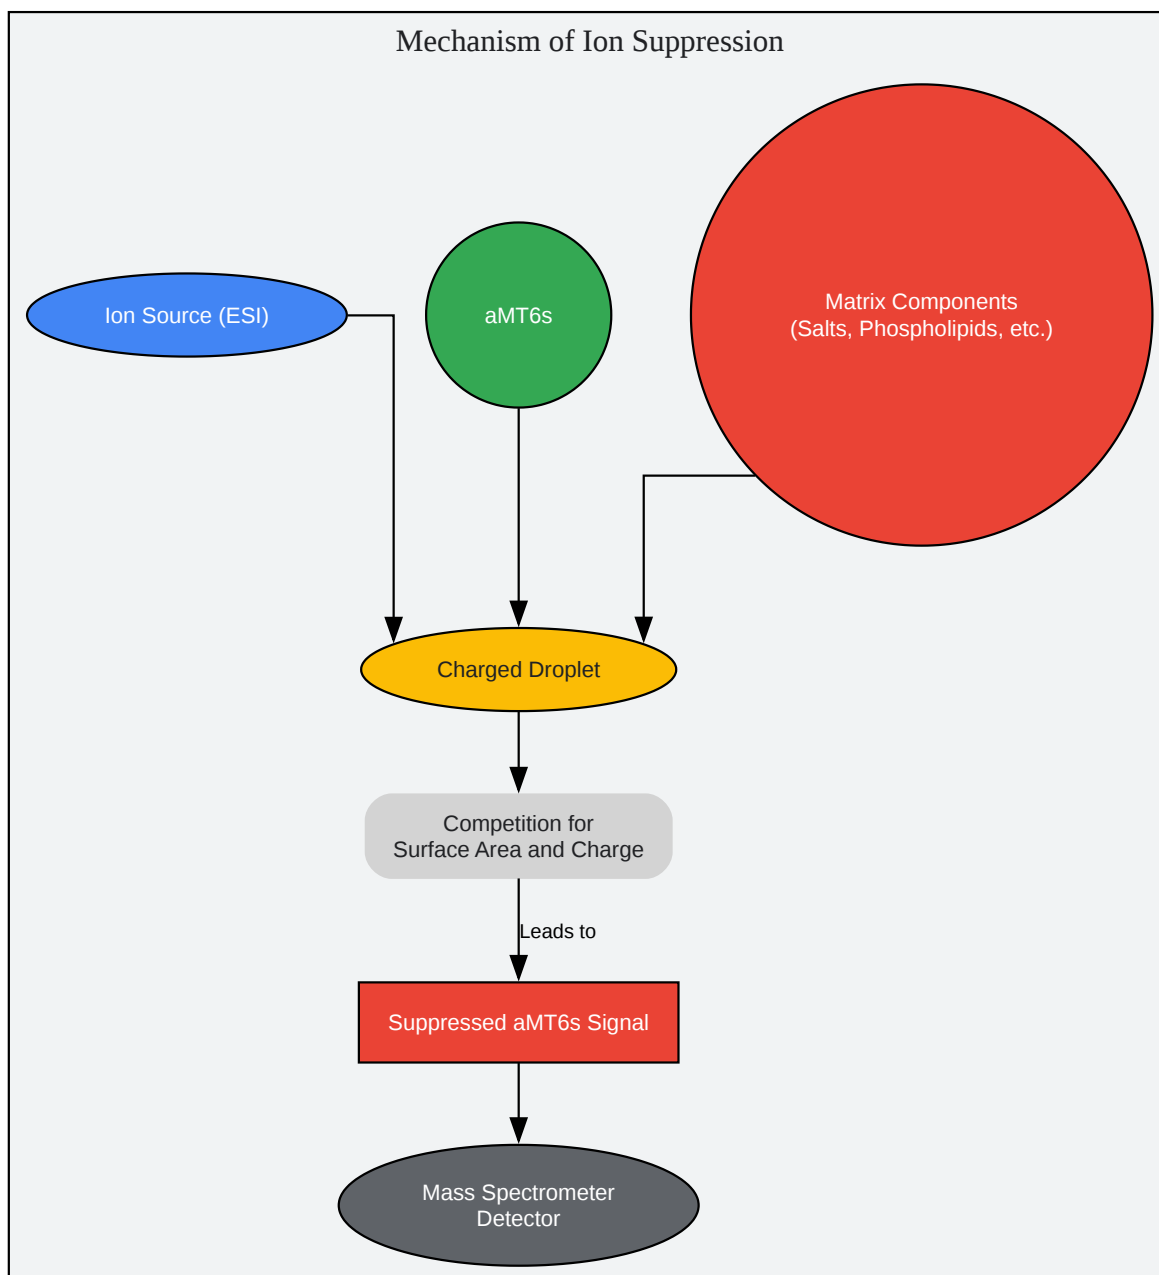 Mechanism of Ion Suppression
Ion Source (ESI)
aMT6s
Matrix Components
(Salts, Phospholipids, etc.)
Charged Droplet
Competition for
Surface Area and Charge
Leads to
Suppressed aMT6s Signal
Mass Spectrometer
Detector